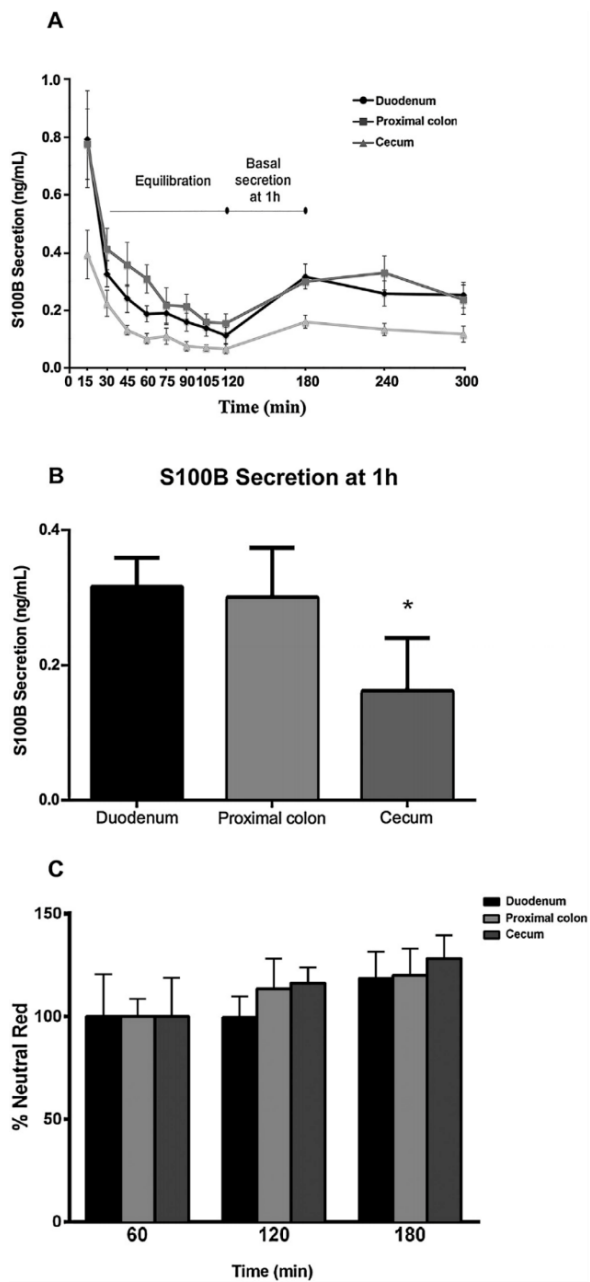 A
1.0
0.8
0.6
0.4
0.2
0.0
S100B Secretion (ng/mL)
Duodenum
Proximal colon
Cecum
Equilibration
Basal
secretion
at 1h
0 15 30 45 60 75 90 105 120 180 240 300
Time (min)
B
S100B Secretion at 1h
0.4
0.2
0.0
S100B Secretion (ng/mL)
*
Duodenum Proximal colon Cecum
C
150
100
50
0
% Neutral Red
Duodenum
Proximal colon
Cecum
60 120 180
Time (min)